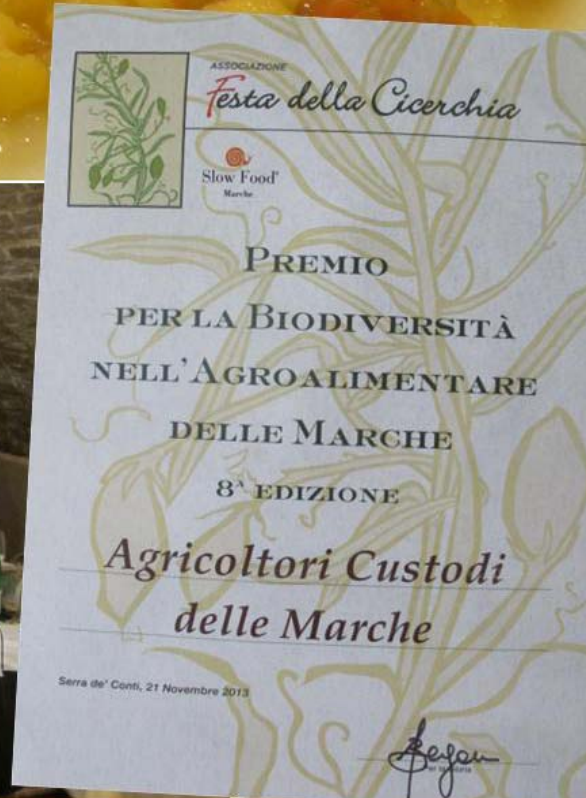 ASSOCIAZIONE
Festa della Cicerchia
Slow Food®
Marche
PREMIO
PER LA BIODIVERSITÀ
NELL'AGROALIMENTARE
DELLE MARCHE
8^ EDIZIONE
Agricoltori Custodi
delle Marche
Serra de' Conti, 21 Novembre 2013